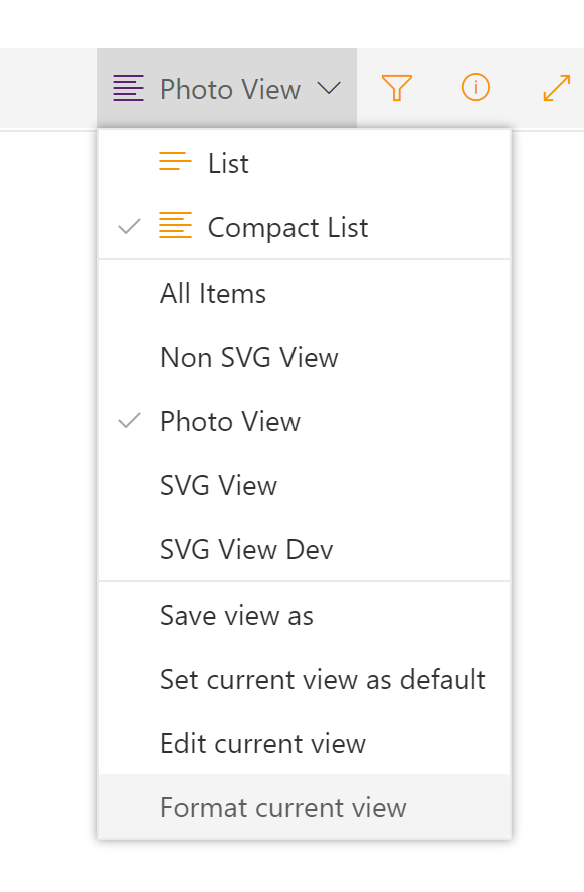 Photo View
List
Compact List
All Items
Non SVG View
Photo View
SVG View
SVG View Dev
Save view as
Set current view as default
Edit current view
Format current view